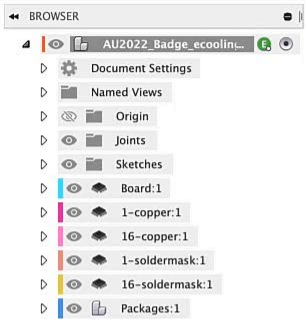 BROWSER
AU2022_Badge_ecooling...
E
Document Settings
Named Views
Origin
Joints
Sketches
Board:1
1-copper:1
16-copper:1
1-soldermask:1
16-soldermask:1
Packages:1